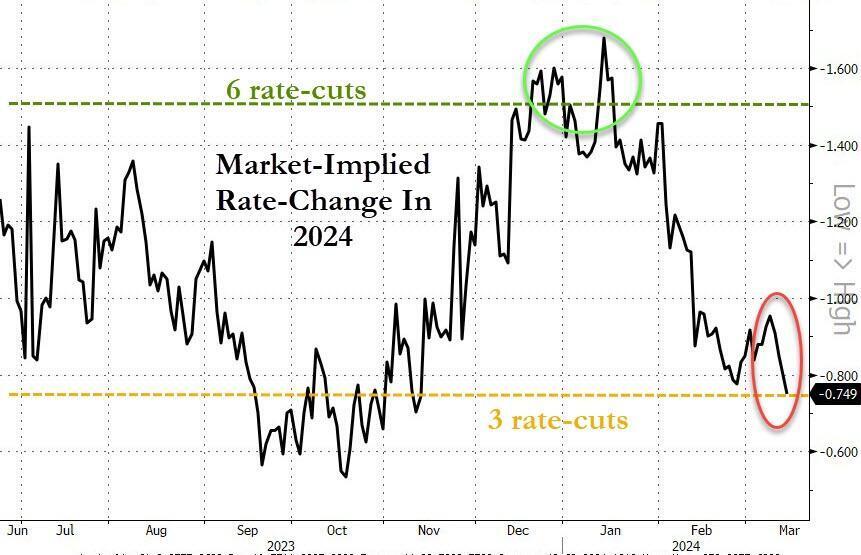 6 rate-cuts
Market-Implied
Rate-Change In
2024
3 rate-cuts
-1.600
-1.400
-1.200
-1.000
-0.800
-0.749
-0.600
Low => High
Jun Jul Aug Sep Oct Nov Dec Jan Feb Mar
2023 2024